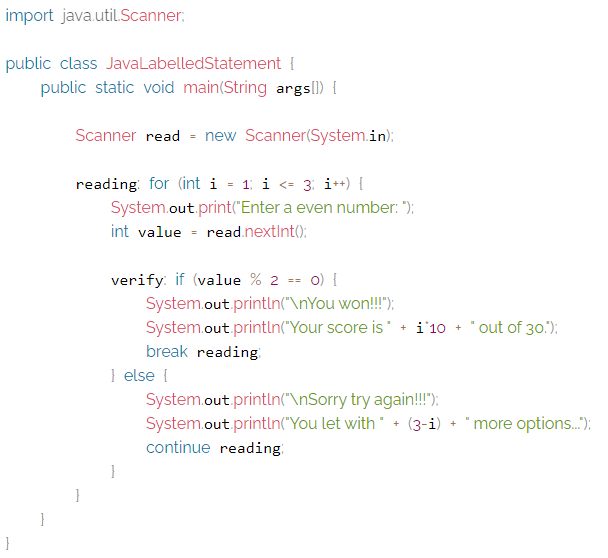 import java.util.Scanner;
public class JavaLabelledStatement {
public static void main(String args[]) {
Scanner read = new Scanner(System.in);
reading: for (int i = 1; i <= 3; i++) {
System.out.print("Enter a even number: ");
int value = read.nextInt();
verify: if (value % 2 == 0) {
System.out.println("\nYou won!!!");
System.out.println("Your score is " + i*10 + " out of 30.");
break reading;
} else {
System.out.println("\nSorry try again!!!");
System.out.println("You let with " + (3-i) + " more options...");
continue reading;
}
}
}
}